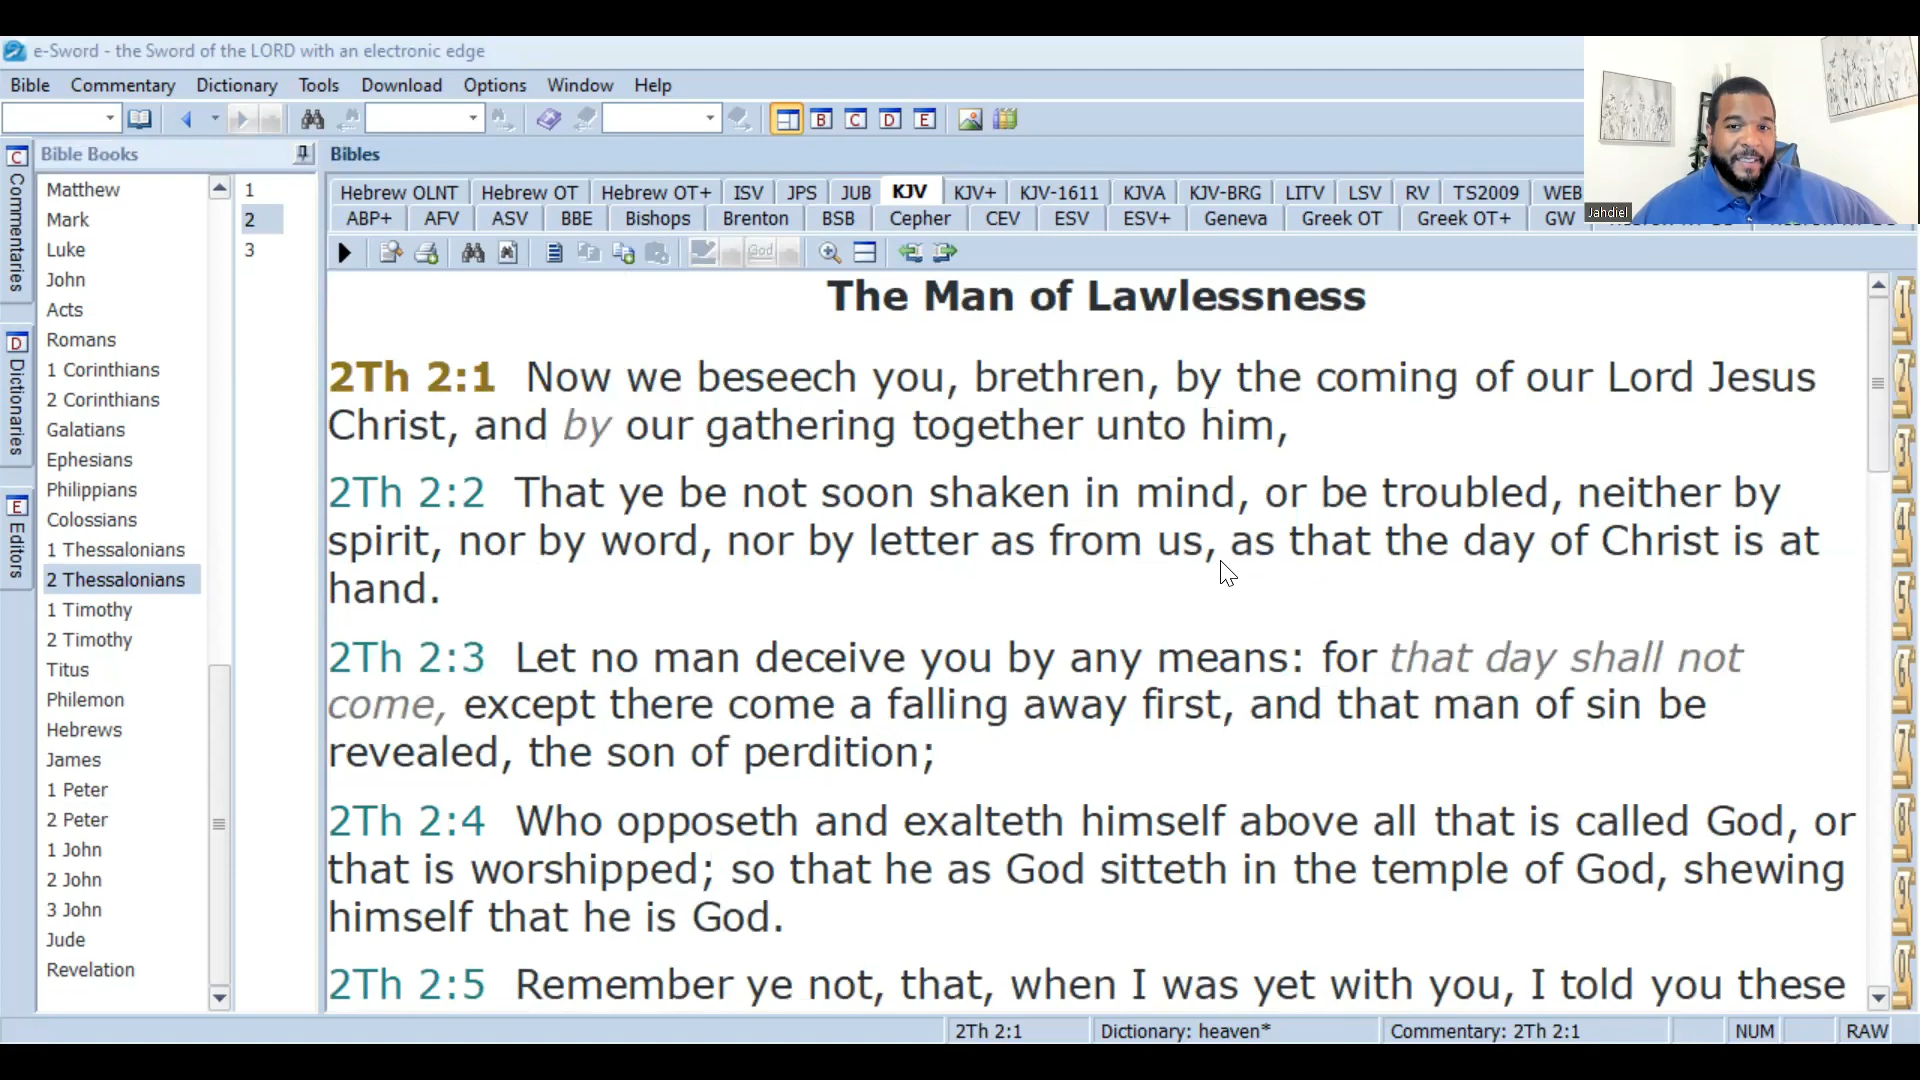 e-Sword - the Sword of the LORD with an electronic edge
Bible Commentary Dictionary Tools Download Options Window Help
B C D E
Jahdiel
C Commentaries
D Dictionaries
E Editors
Bible Books
Matthew
Mark
Luke
John
Acts
Romans
1 Corinthians
2 Corinthians
Galatians
Ephesians
Philippians
Colossians
1 Thessalonians
2 Thessalonians
1 Timothy
2 Timothy
Titus
Philemon
Hebrews
James
1 Peter
2 Peter
1 John
2 John
3 John
Jude
Revelation
1
2
3
Bibles
Hebrew OLNT Hebrew OT Hebrew OT+ ISV JPS JUB KJV KJV+ KJV-1611 KJVA KJV-BRG LITV LSV RV TS2009 WEB
ABP+ AFV ASV BBE Bishops Brenton BSB Cepher CEV ESV ESV+ Geneva Greek OT Greek OT+ GW
God
The Man of Lawlessness
2Th 2:1 Now we beseech you, brethren, by the coming of our Lord Jesus
Christ, and by our gathering together unto him,
2Th 2:2 That ye be not soon shaken in mind, or be troubled, neither by
spirit, nor by word, nor by letter as from us, as that the day of Christ is at
hand.
2Th 2:3 Let no man deceive you by any means: for that day shall not
come, except there come a falling away first, and that man of sin be
revealed, the son of perdition;
2Th 2:4 Who opposeth and exalteth himself above all that is called God, or
that is worshipped; so that he as God sitteth in the temple of God, shewing
himself that he is God.
2Th 2:5 Remember ye not, that, when I was yet with you, I told you these
1
2
3
4
5
6
7
8
9
0
2Th 2:1 Dictionary: heaven* Commentary: 2Th 2:1 NUM RAW